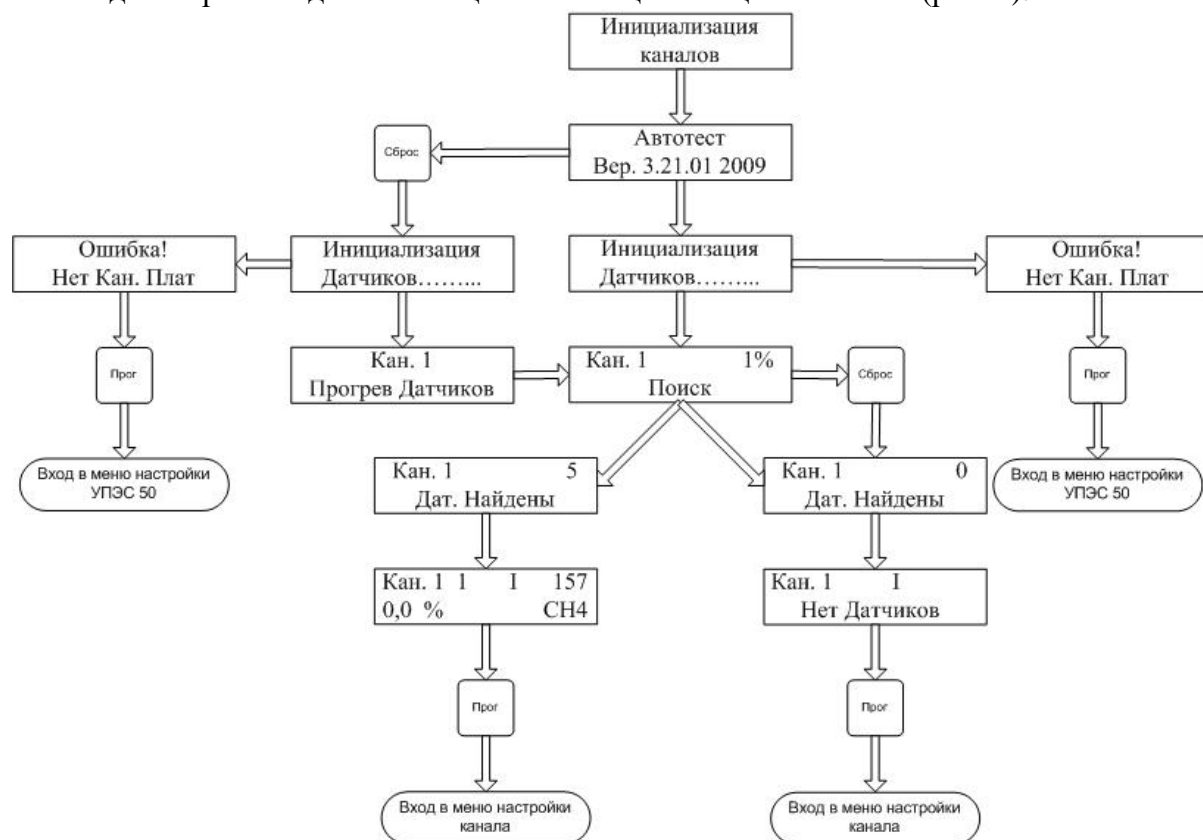 Инициализация
каналов
Сброс
Автотест
Вер. 3.21.01 2009
Ошибка!
Нет Кан. Плат
Инициализация
Датчиков……...
Инициализация
Датчиков……...
Ошибка!
Нет Кан. Плат
Прог
Кан. 1
Прогрев Датчиков
Кан. 1 1%
Поиск
Сброс
Прог
Вход в меню настройки
УПЭС 50
Кан. 1 5
Дат. Найдены
Кан. 1 0
Дат. Найдены
Вход в меню настройки
УПЭС 50
Кан. 1 1 I 157
0,0 % CH4
Кан. 1 I
Нет Датчиков
Прог
Прог
Вход в меню настройки
канала
Вход в меню настройки
канала